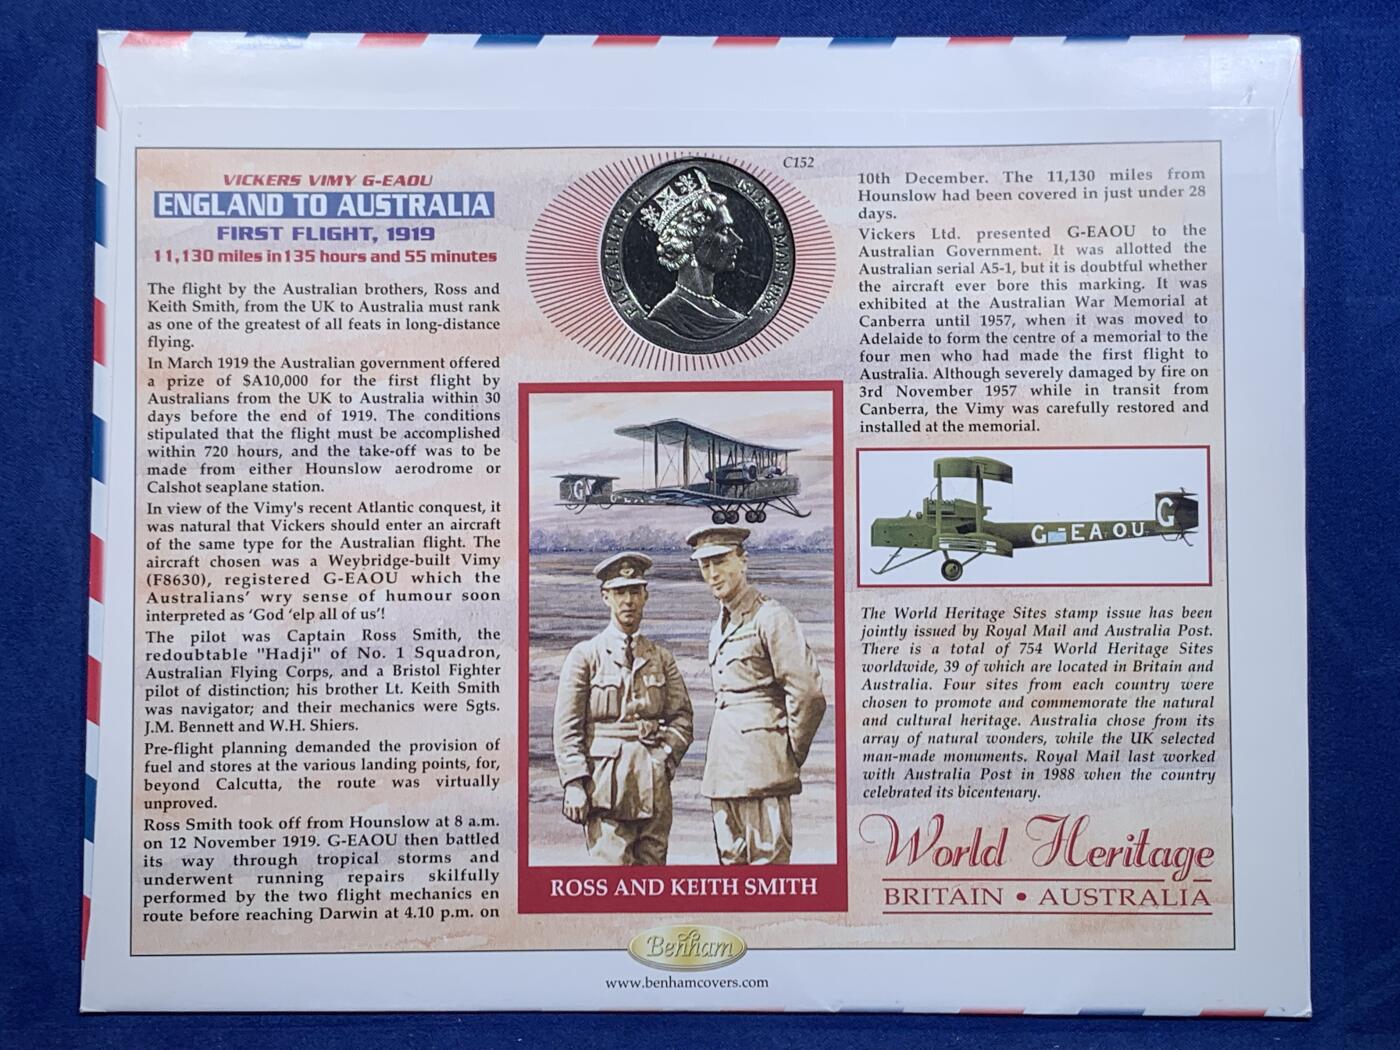 VICKERS VIMY G-EAOU
ENGLAND TO AUSTRALIA
FIRST FLIGHT, 1919
11,130 miles in 135 hours and 55 minutes
The flight by the Australian brothers, Ross and
Keith Smith, from the UK to Australia must rank
as one of the greatest of all feats in long-distance
flying.
In March 1919 the Australian government offered
a prize of $A10,000 for the first flight by
Australians from the UK to Australia within 30
days before the end of 1919. The conditions
stipulated that the flight must be accomplished
within 720 hours, and the take-off was to be
made from either Hounslow aerodrome or
Calshot seaplane station.
In view of the Vimy's recent Atlantic conquest, it
was natural that Vickers should enter an aircraft
of the same type for the Australian flight. The
aircraft chosen was a Weybridge-built Vimy
(F8630), registered G-EAOU which the
Australians' wry sense of humour soon
interpreted as 'God 'elp all of us'!
The pilot was Captain Ross Smith, the
redoubtable "Hadji" of No. 1 Squadron,
Australian Flying Corps, and a Bristol Fighter
pilot of distinction; his brother Lt. Keith Smith
was navigator; and their mechanics were Sgts.
J.M. Bennett and W.H. Shiers.
Pre-flight planning demanded the provision of
fuel and stores at the various landing points, for,
beyond Calcutta, the route was virtually
unproved.
Ross Smith took off from Hounslow at 8 a.m.
on 12 November 1919. G-EAOU then battled
its way through tropical storms and
underwent running repairs skilfully
performed by the two flight mechanics en
route before reaching Darwin at 4.10 p.m. on
C152
ELIZABETH II
ISLE OF MAN
G
ROSS AND KEITH SMITH
10th December. The 11,130 miles from
Hounslow had been covered in just under 28
days.
Vickers Ltd. presented G-EAOU to the
Australian Government. It was allotted the
Australian serial A5-1, but it is doubtful whether
the aircraft ever bore this marking. It was
exhibited at the Australian War Memorial at
Canberra until 1957, when it was moved to
Adelaide to form the centre of a memorial to the
four men who had made the first flight to
Australia. Although severely damaged by fire on
3rd November 1957 while in transit from
Canberra, the Vimy was carefully restored and
installed at the memorial.
G-EAOU G
The World Heritage Sites stamp issue has been
jointly issued by Royal Mail and Australia Post.
There is a total of 754 World Heritage Sites
worldwide, 39 of which are located in Britain and
Australia. Four sites from each country were
chosen to promote and commemorate the natural
and cultural heritage. Australia chose from its
array of natural wonders, while the UK selected
man-made monuments. Royal Mail last worked
with Australia Post in 1988 when the country
celebrated its bicentenary.
World Heritage
BRITAIN • AUSTRALIA
Benham
www.benhamcovers.com